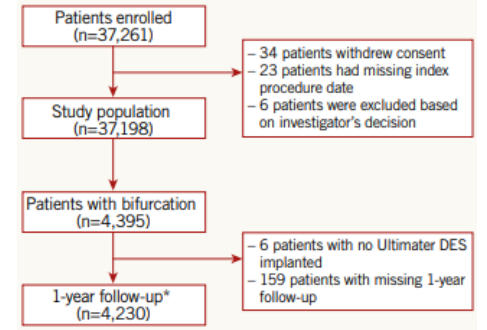 Patients enrolled
(n=37,261)
– 34 patients withdrew consent
– 23 patients had missing index
procedure date
– 6 patients were excluded based
on investigator's decision
Study population
(n=37,198)
Patients with bifurcation
(n=4,395)
– 6 patients with no Ultimater DES
implanted
– 159 patients with missing 1-year
follow-up
1-year follow-up*
(n=4,230)